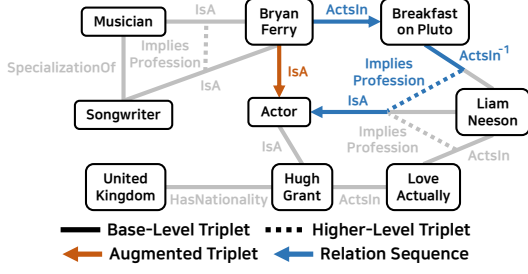 Musician
IsA
Bryan
Ferry
ActsIn
Breakfast
on Pluto
Implies
Profession
SpecializationOf
IsA
ActsIn⁻¹
Implies
Profession
IsA
IsA
Songwriter
Actor
Liam
Neeson
Implies
Profession
ActsIn
IsA
United
Kingdom
HasNationality
Hugh
Grant
ActsIn
Love
Actually
Base-Level Triplet
Higher-Level Triplet
Augmented Triplet
Relation Sequence